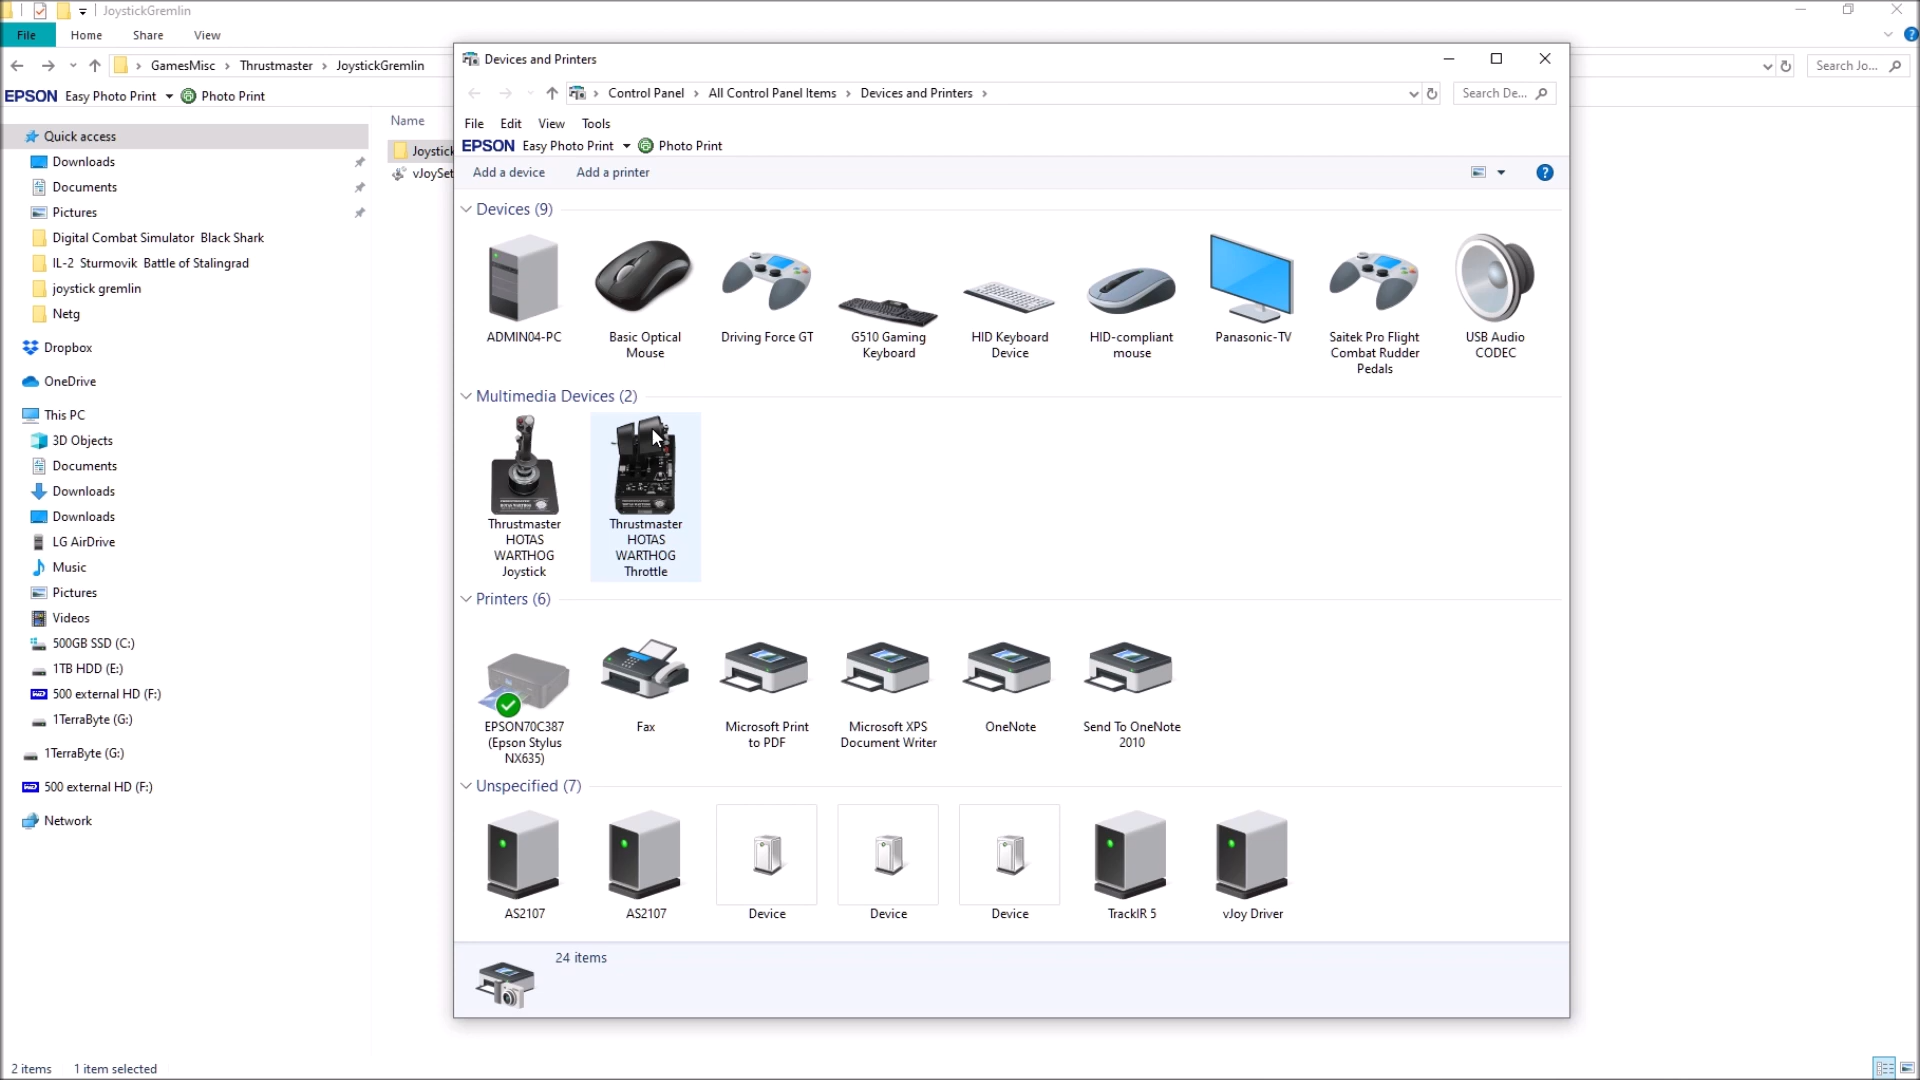 JoystickGremlin
File Home Share View
GamesMisc Thrustmaster JoystickGremlin
Search Jo...
EPSON Easy Photo Print Photo Print
Name
Quick access
Downloads
Documents
Pictures
Digital Combat Simulator Black Shark
IL-2 Sturmovik Battle of Stalingrad
joystick gremlin
Netg
Dropbox
OneDrive
This PC
3D Objects
Documents
Downloads
Downloads
LG AirDrive
Music
Pictures
Videos
500GB SSD (C:)
1TB HDD (E:)
500 external HD (F:)
1TerraByte (G:)
1TerraByte (G:)
500 external HD (F:)
Network
Joystick
vJoySet
2 items 1 item selected
Devices and Printers
Control Panel All Control Panel Items Devices and Printers
Search De...
File Edit View Tools
EPSON Easy Photo Print Photo Print
Add a device Add a printer
Devices (9)
ADMIN04-PC
Basic Optical
Mouse
Driving Force GT
G510 Gaming
Keyboard
HID Keyboard
Device
HID-compliant
mouse
Panasonic-TV
Saitek Pro Flight
Combat Rudder
Pedals
USB Audio
CODEC
Multimedia Devices (2)
Thrustmaster
HOTAS
WARTHOG
Joystick
Thrustmaster
HOTAS
WARTHOG
Throttle
Printers (6)
EPSON70C387
(Epson Stylus
NX635)
Fax
Microsoft Print
to PDF
Microsoft XPS
Document Writer
OneNote
Send To OneNote
2010
Unspecified (7)
AS2107
AS2107
Device
Device
Device
TrackIR 5
vJoy Driver
24 items